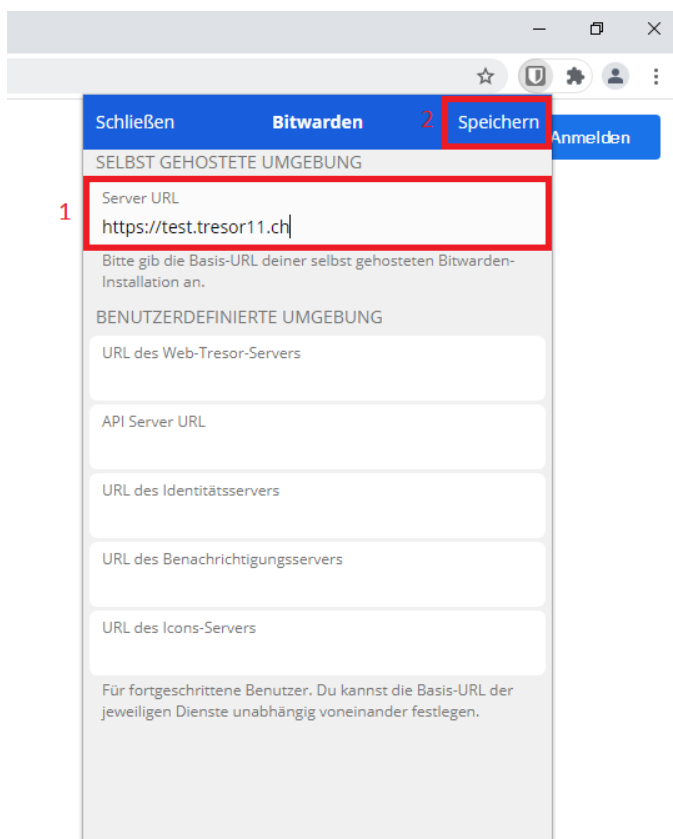 Schließen Bitwarden 2 Speichern
Anmelden
SELBST GEHOSTETE UMGEBUNG
1
Server URL
https://test.tresor11.ch
Bitte gib die Basis-URL deiner selbst gehosteten Bitwarden-
Installation an.
BENUTZERDEFINIERTE UMGEBUNG
URL des Web-Tresor-Servers
API Server URL
URL des Identitätsservers
URL des Benachrichtigungsservers
URL des Icons-Servers
Für fortgeschrittene Benutzer. Du kannst die Basis-URL der
jeweiligen Dienste unabhängig voneinander festlegen.